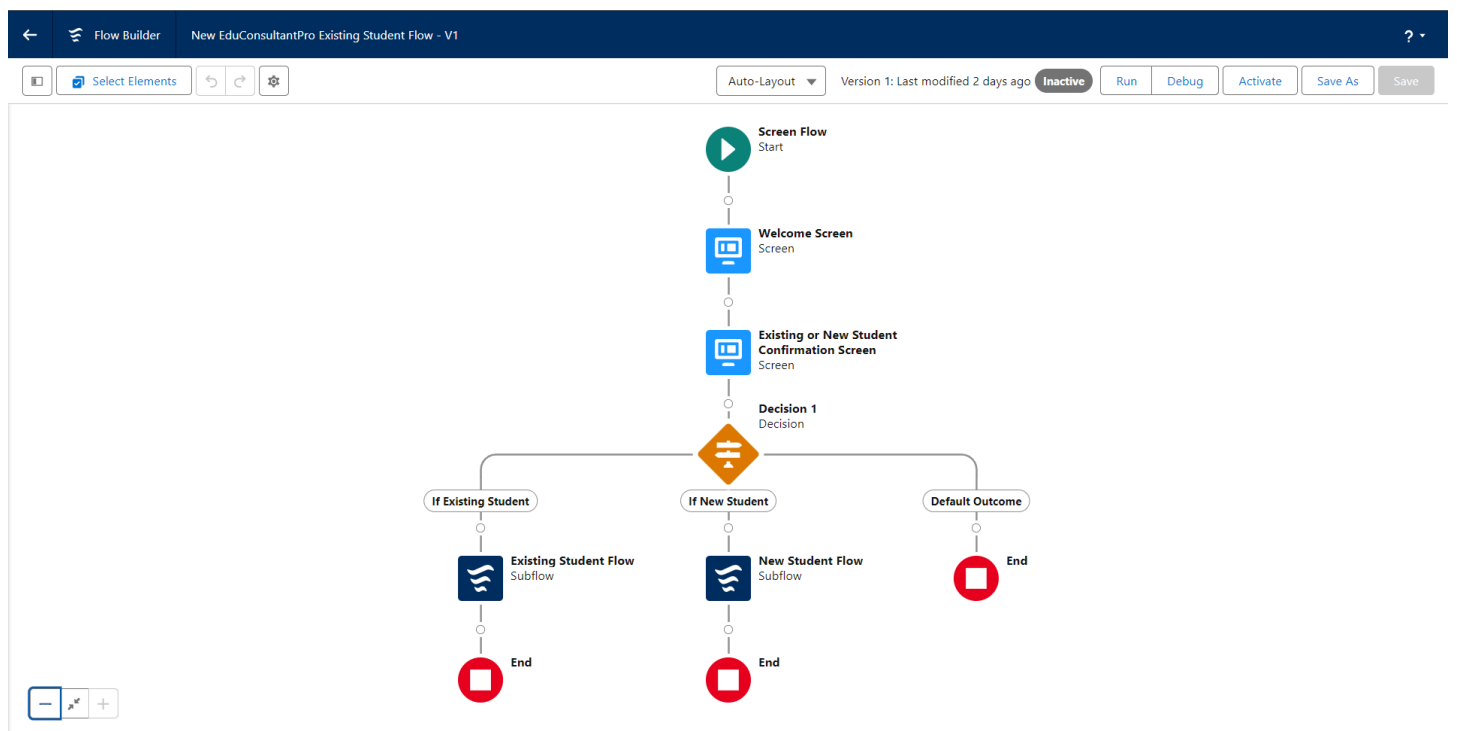 Flow Builder
New EduConsultantPro Existing Student Flow - V1
?
Select Elements
Auto-Layout
Version 1: Last modified 2 days ago
Inactive
Run
Debug
Activate
Save As
Save
Screen Flow
Start
Welcome Screen
Screen
Existing or New Student
Confirmation Screen
Screen
Decision 1
Decision
If Existing Student
If New Student
Default Outcome
Existing Student Flow
Subflow
New Student Flow
Subflow
End
End
End